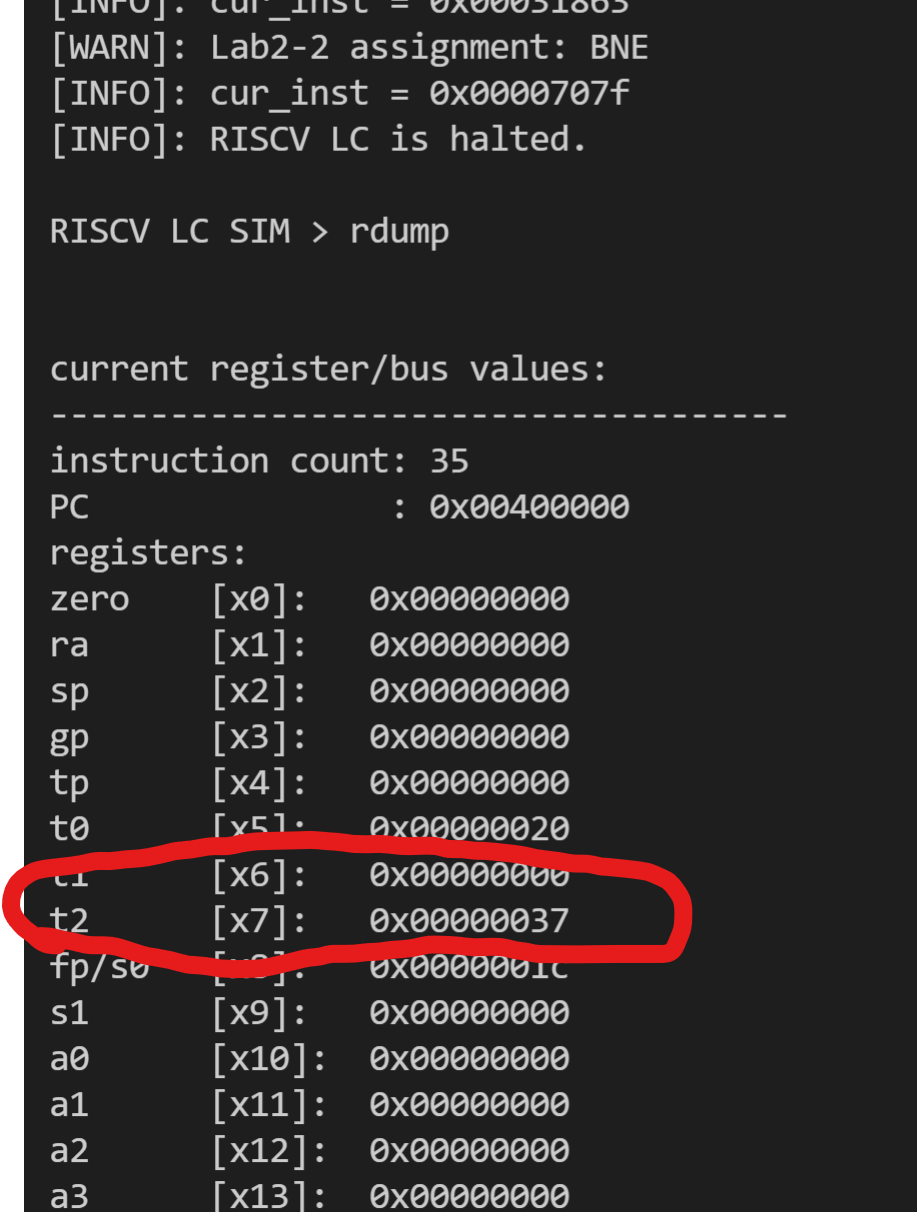 [INFO]: cur_inst = 0x00031863
[WARN]: Lab2-2 assignment: BNE
[INFO]: cur_inst = 0x0000707f
[INFO]: RISCV LC is halted.
RISCV LC SIM > rdump
current register/bus values:
-------------------------------------
instruction count: 35
PC : 0x00400000
registers:
zero [x0]: 0x00000000
ra [x1]: 0x00000000
sp [x2]: 0x00000000
gp [x3]: 0x00000000
tp [x4]: 0x00000000
t0 [x5]: 0x00000020
t1 [x6]: 0x00000000
t2 [x7]: 0x00000037
fp/s0 [x8]: 0x0000001c
s1 [x9]: 0x00000000
a0 [x10]: 0x00000000
a1 [x11]: 0x00000000
a2 [x12]: 0x00000000
a3 [x13]: 0x00000000